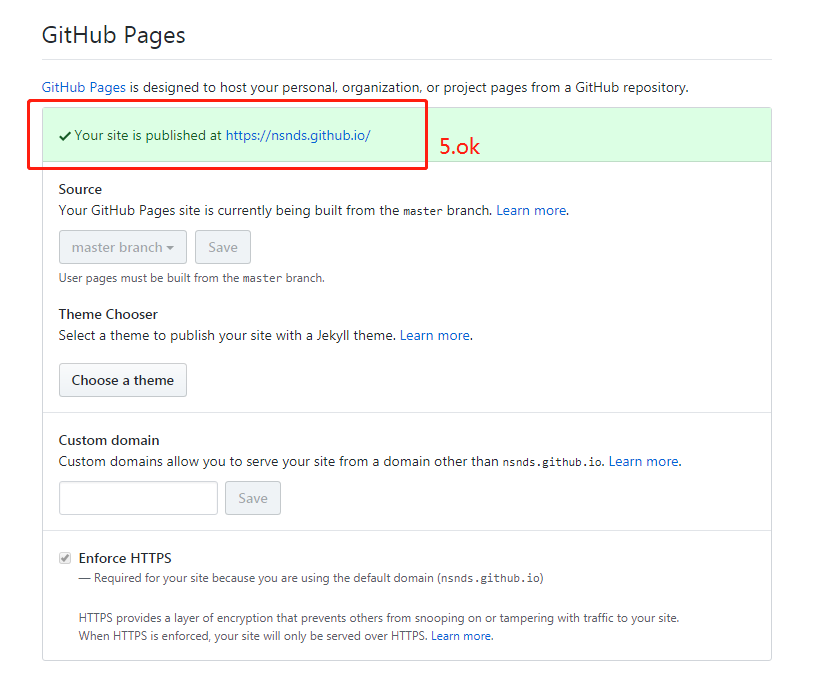 GitHub Pages
GitHub Pages is designed to host your personal, organization, or project pages from a GitHub repository.
Your site is published at https://nsnds.github.io/
5.ok
Source
Your GitHub Pages site is currently being built from the master branch. Learn more.
master branch Save
User pages must be built from the master branch.
Theme Chooser
Select a theme to publish your site with a Jekyll theme. Learn more.
Choose a theme
Custom domain
Custom domains allow you to serve your site from a domain other than nsnds.github.io. Learn more.
Save
Enforce HTTPS
— Required for your site because you are using the default domain (nsnds.github.io)
HTTPS provides a layer of encryption that prevents others from snooping on or tampering with traffic to your site.
When HTTPS is enforced, your site will only be served over HTTPS. Learn more.